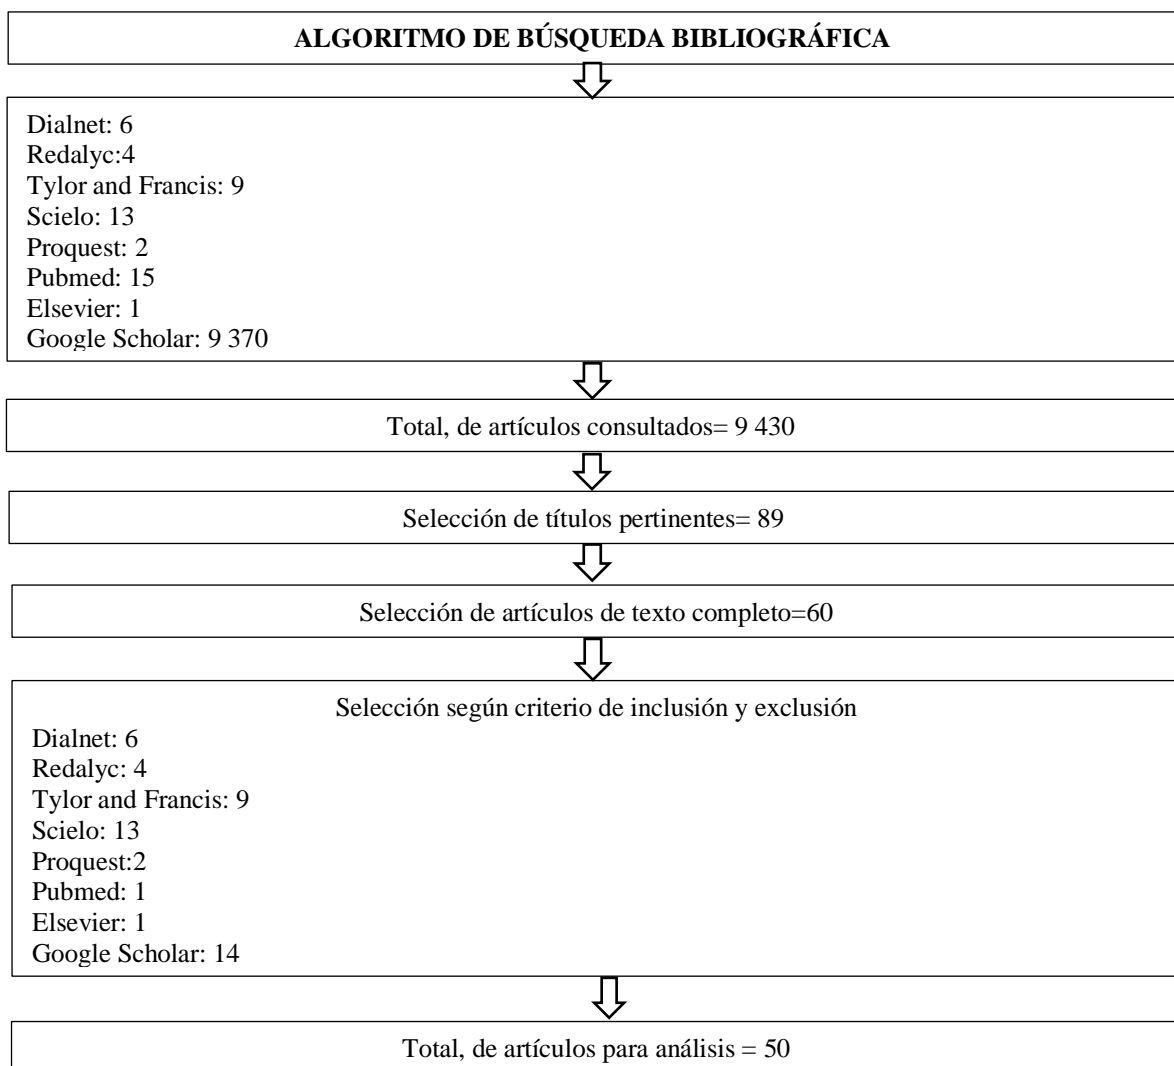 ALGORITMO DE BÚSQUEDA BIBLIOGRÁFICA
Dialnet: 6
Redalyc:4
Tylor and Francis: 9
Scielo: 13
Proquest: 2
Pubmed: 15
Elsevier: 1
Google Scholar: 9 370
Total, de artículos consultados= 9 430
Selección de títulos pertinentes= 89
Selección de artículos de texto completo=60
Selección según criterio de inclusión y exclusión
Dialnet: 6
Redalyc: 4
Tylor and Francis: 9
Scielo: 13
Proquest:2
Pubmed: 1
Elsevier: 1
Google Scholar: 14
Total, de artículos para análisis = 50